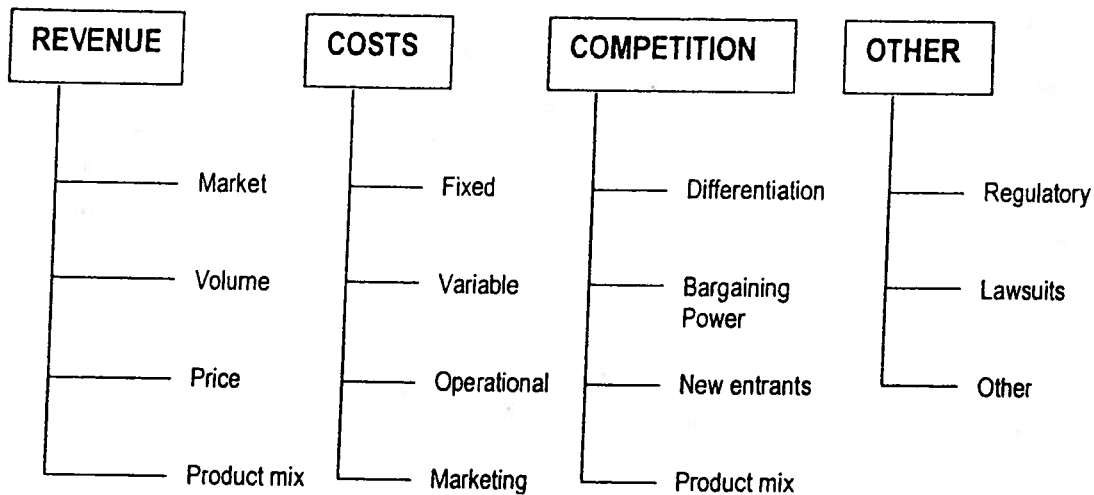 REVENUE
Market
Volume
Price
Product mix
COSTS
Fixed
Variable
Operational
Marketing
COMPETITION
Differentiation
Bargaining
Power
New entrants
Product mix
OTHER
Regulatory
Lawsuits
Other